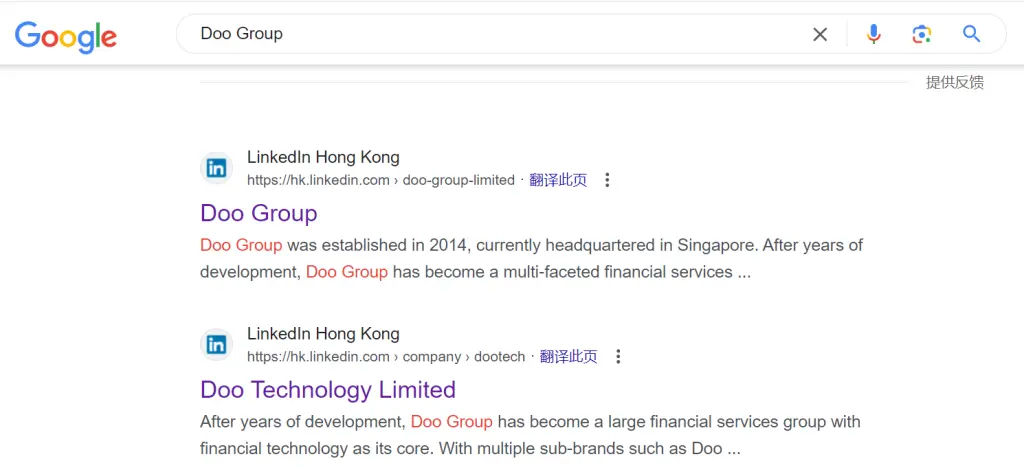 Google
Doo Group
提供反馈
LinkedIn Hong Kong
https://hk.linkedin.com › doo-group-limited · 翻译此页
Doo Group
Doo Group was established in 2014, currently headquartered in Singapore. After years of
development, Doo Group has become a multi-faceted financial services ...
LinkedIn Hong Kong
https://hk.linkedin.com › company › dootech · 翻译此页
Doo Technology Limited
After years of development, Doo Group has become a large financial services group with
financial technology as its core. With multiple sub-brands such as Doo ...